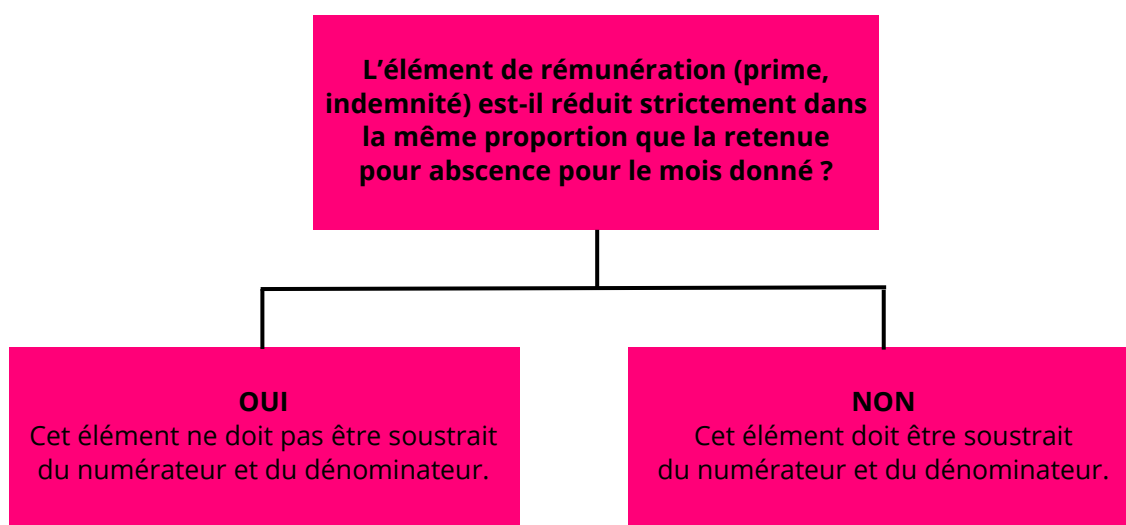 L’élément de rémunération (prime,
indemnité) est-il réduit strictement dans
la même proportion que la retenue
pour abscence pour le mois donné ?
OUI
Cet élément ne doit pas être soustrait
du numérateur et du dénominateur.
NON
Cet élément doit être soustrait
du numérateur et du dénominateur.